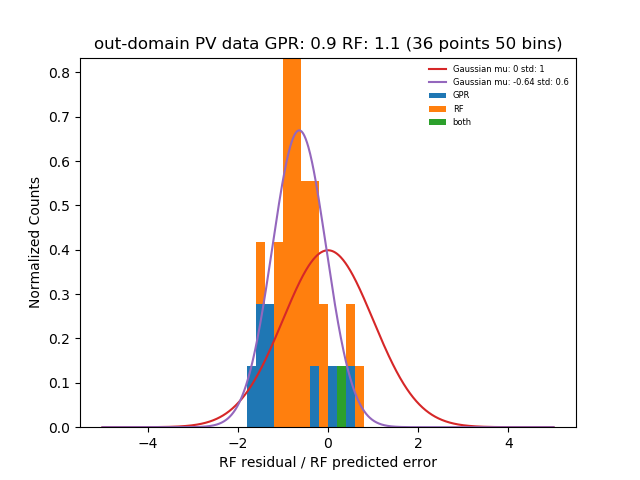 out-domain PV data GPR: 0.9 RF: 1.1 (36 points 50 bins)
Gaussian mu: 0 std: 1
Gaussian mu: -0.64 std: 0.6
GPR
RF
both
Normalized Counts
0.8
0.7
0.6
0.5
0.4
0.3
0.2
0.1
0.0
−4 −2 0 2 4
RF residual / RF predicted error